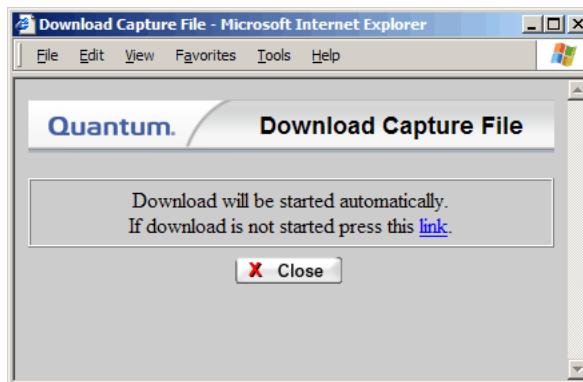 Download Capture File - Microsoft Internet Explorer
File Edit View Favorites Tools Help
Quantum. Download Capture File
Download will be started automatically.
If download is not started press this link.
X Close